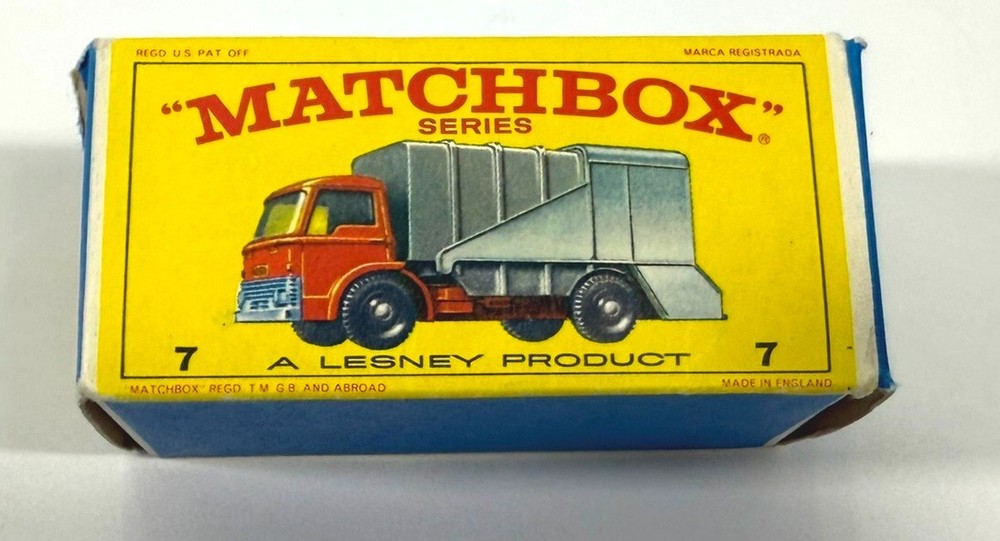 REGD U.S PAT OFF
MARCA REGISTRADA
"MATCHBOX"®
SERIES
7
A LESNEY PRODUCT
7
MATCHBOX" REGD. T.M G.B. AND ABROAD
MADE IN ENGLAND